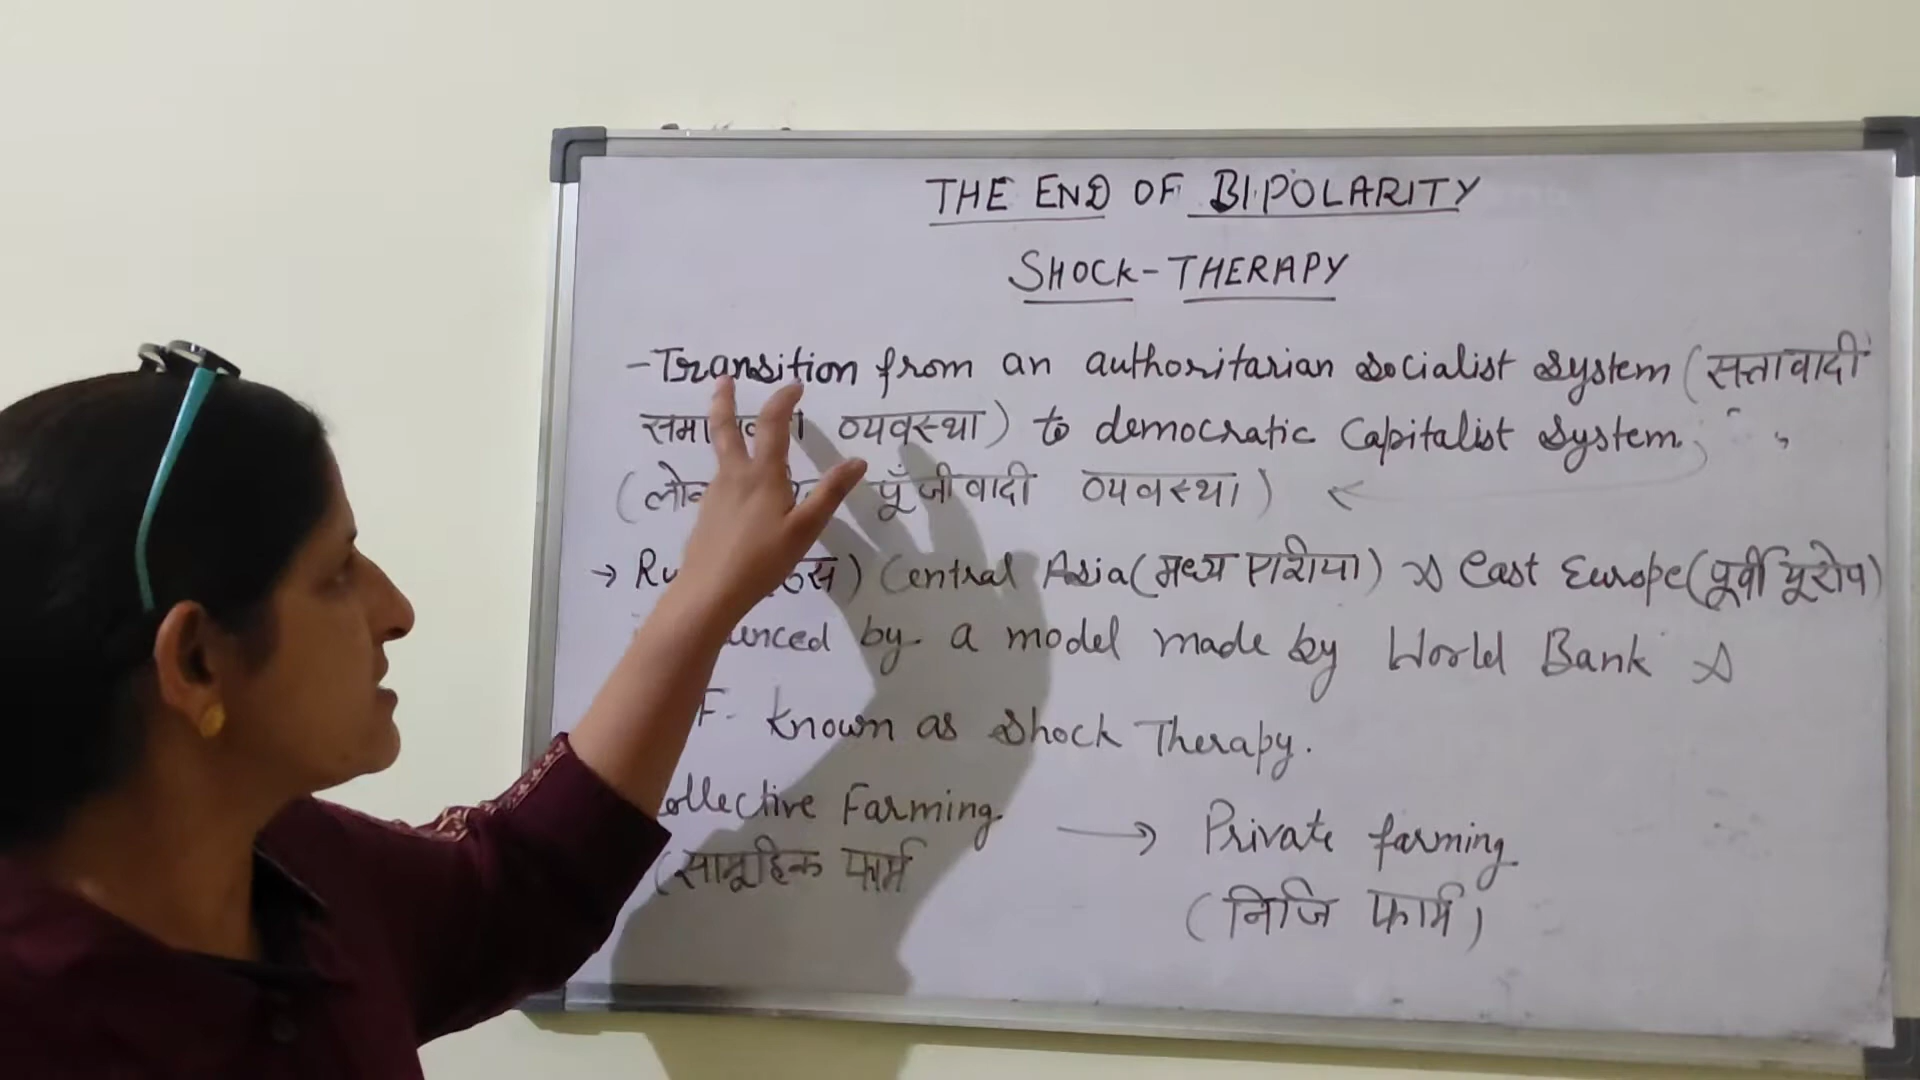 THE END OF BIPOLARITY
SHOCK-THERAPY
- Transition from an authoritarian Socialist System (सत्तावादी
व्यवस्था) to democratic Capitalist System
पूँजीवादी व्यवस्था)
→ Central Asia (मध्य एशिया) & East Europe (पूर्वी यूरोप)
by a model made by World Bank &
known as Shock Therapy.
Farming. → Private farming
(सामूहिक फार्म (निजि फार्म)